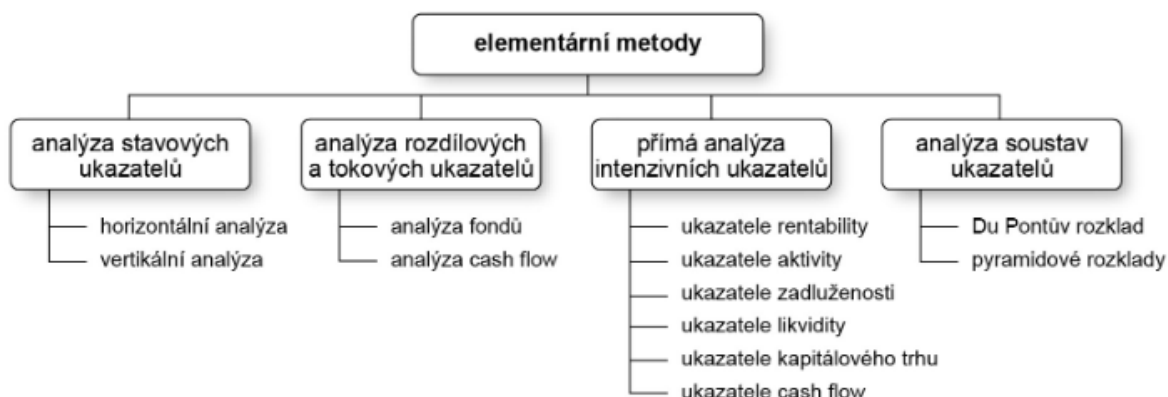 elementární metody
analýza stavových
ukazatelů
horizontální analýza
vertikální analýza
analýza rozdílových
a tokových ukazatelů
analýza fondů
analýza cash flow
přímá analýza
intenzivních ukazatelů
ukazatele rentability
ukazatele aktivity
ukazatele zadluženosti
ukazatele likvidity
ukazatele kapitálového trhu
ukazatele cash flow
analýza soustav
ukazatelů
Du Pontův rozklad
pyramidové rozklady